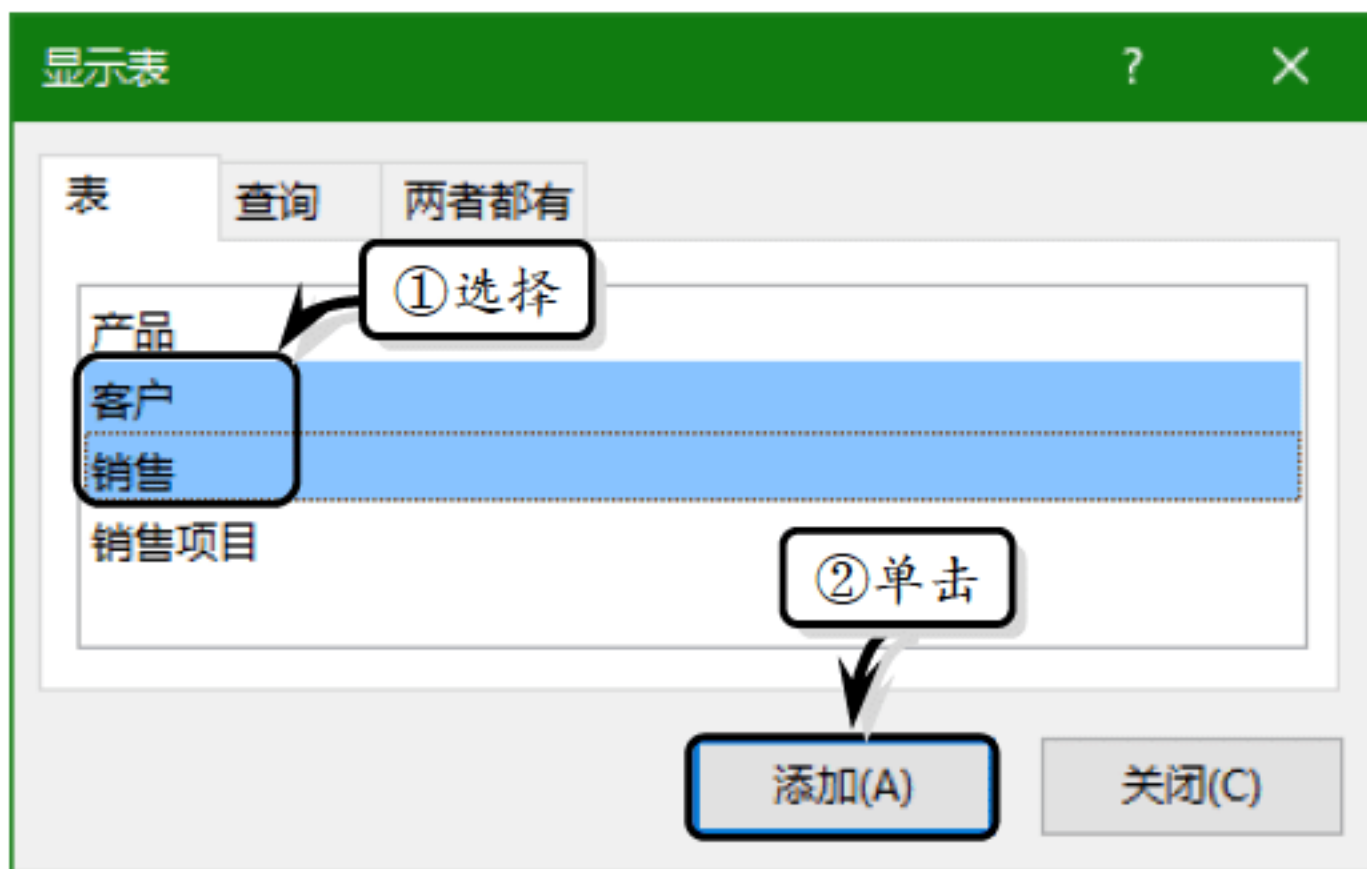 显示表
? ×
表 查询 两者都有
①选择
产品
客户
销售
销售项目
②单击
添加(A) 关闭(C)